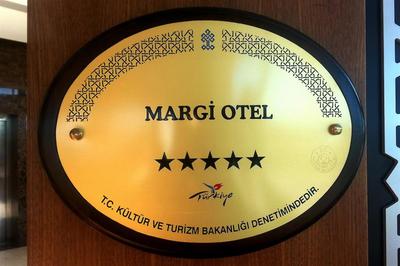 MARGİ OTEL
★★★★★
Türkiye
T.C. KÜLTÜR VE TURİZM BAKANLIĞI DENETİMİNDEDİR.